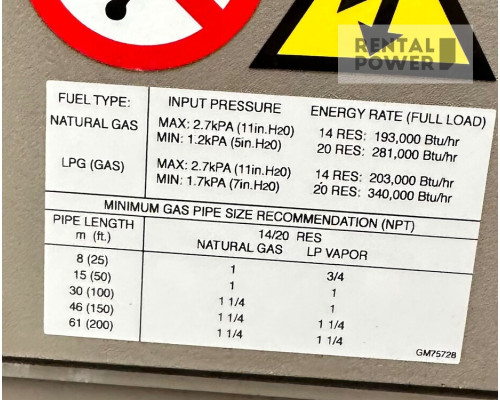 RENTAL
POWER
FUEL TYPE: INPUT PRESSURE ENERGY RATE (FULL LOAD)
NATURAL GAS MAX: 2.7kPA (11in.H20) 14 RES: 193,000 Btu/hr
MIN: 1.2kPA (5in.H20) 20 RES: 281,000 Btu/hr
LPG (GAS) MAX: 2.7kPA (11in.H20) 14 RES: 203,000 Btu/hr
MIN: 1.7kPA (7in.H20) 20 RES: 340,000 Btu/hr
MINIMUM GAS PIPE SIZE RECOMMENDATION (NPT)
PIPE LENGTH 14/20 RES
m (ft.) NATURAL GAS LP VAPOR
8 (25) 1 3/4
15 (50) 1 1
30 (100) 1 1/4 1
46 (150) 1 1/4 1 1/4
61 (200) 1 1/4 1 1/4
GM75728